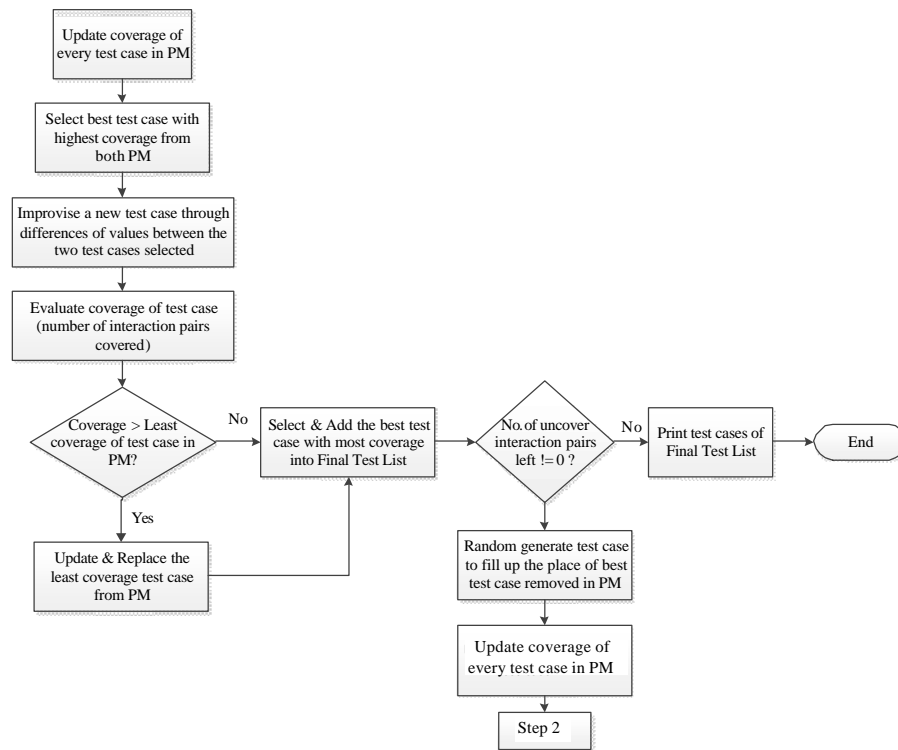 Update coverage of
every test case in PM
Select best test case with
highest coverage from
both PM
Improvise a new test case through
differences of values between the
two test cases selected
Evaluate coverage of test case
(number of interaction pairs
covered)
Coverage > Least
coverage of test case in
PM?
No
Yes
Update & Replace the
least coverage test case
from PM
Select & Add the best test
case with most coverage
into Final Test List
No. of uncover
interaction pairs
left != 0 ?
No
Print test cases of
Final Test List
End
Random generate test case
to fill up the place of best
test case removed in PM
Update coverage of
every test case in PM
Step 2